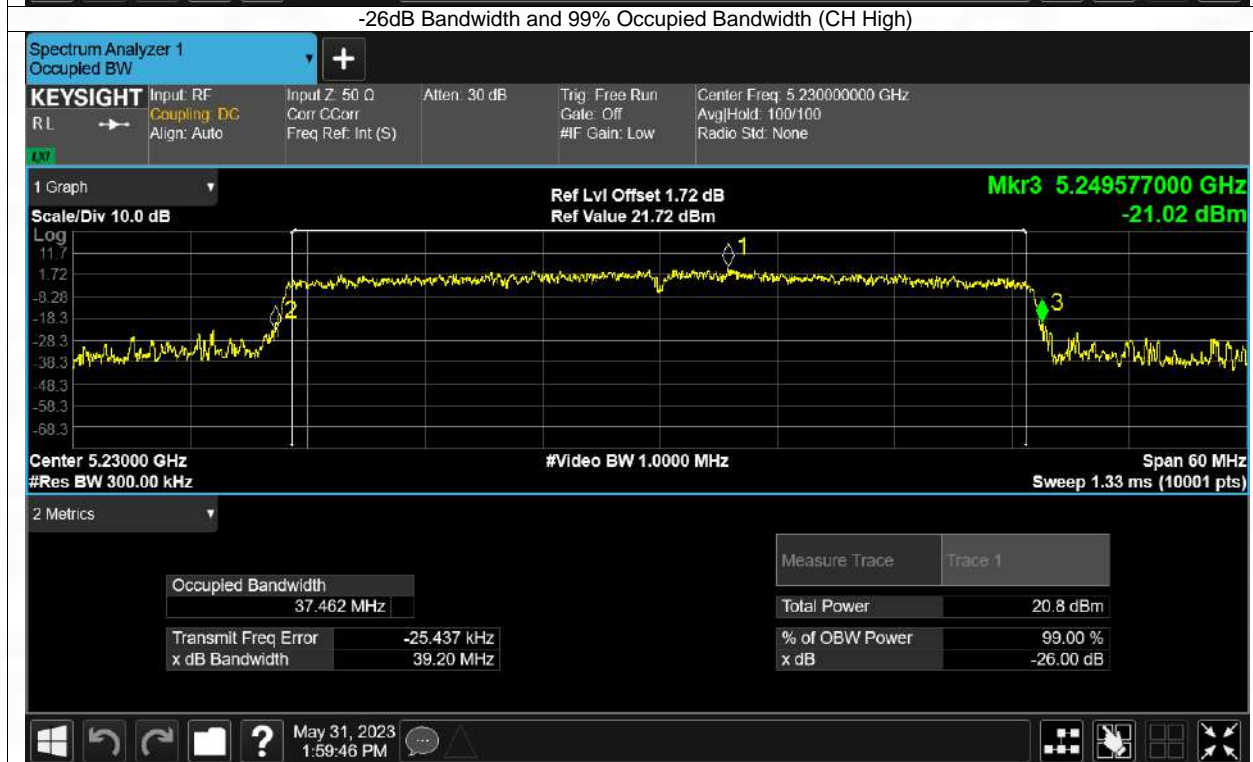 -26dB Bandwidth and 99% Occupied Bandwidth (CH High)
Spectrum Analyzer 1
Occupied BW
+
KEYSIGHT
RL
LXI
Input: RF
Coupling: DC
Align: Auto
Input Z: 50 Ω
Corr CCorr
Freq Ref: Int (S)
Atten: 30 dB
Trig: Free Run
Gate: Off
#IF Gain: Low
Center Freq: 5.230000000 GHz
Avg|Hold: 100/100
Radio Std: None
1 Graph
Scale/Div 10.0 dB
Ref Lvl Offset 1.72 dB
Ref Value 21.72 dBm
Mkr3 5.249577000 GHz
-21.02 dBm
Log
11.7
1.72
-8.28
-18.3
-28.3
-38.3
-48.3
-58.3
-68.3
1
2
3
Center 5.23000 GHz
#Res BW 300.00 kHz
#Video BW 1.0000 MHz
Span 60 MHz
Sweep 1.33 ms (10001 pts)
2 Metrics
Measure Trace Trace 1
Occupied Bandwidth
37.462 MHz
Total Power 20.8 dBm
Transmit Freq Error -25.437 kHz
% of OBW Power 99.00 %
x dB Bandwidth 39.20 MHz
x dB -26.00 dB
?
May 31, 2023
1:59:46 PM